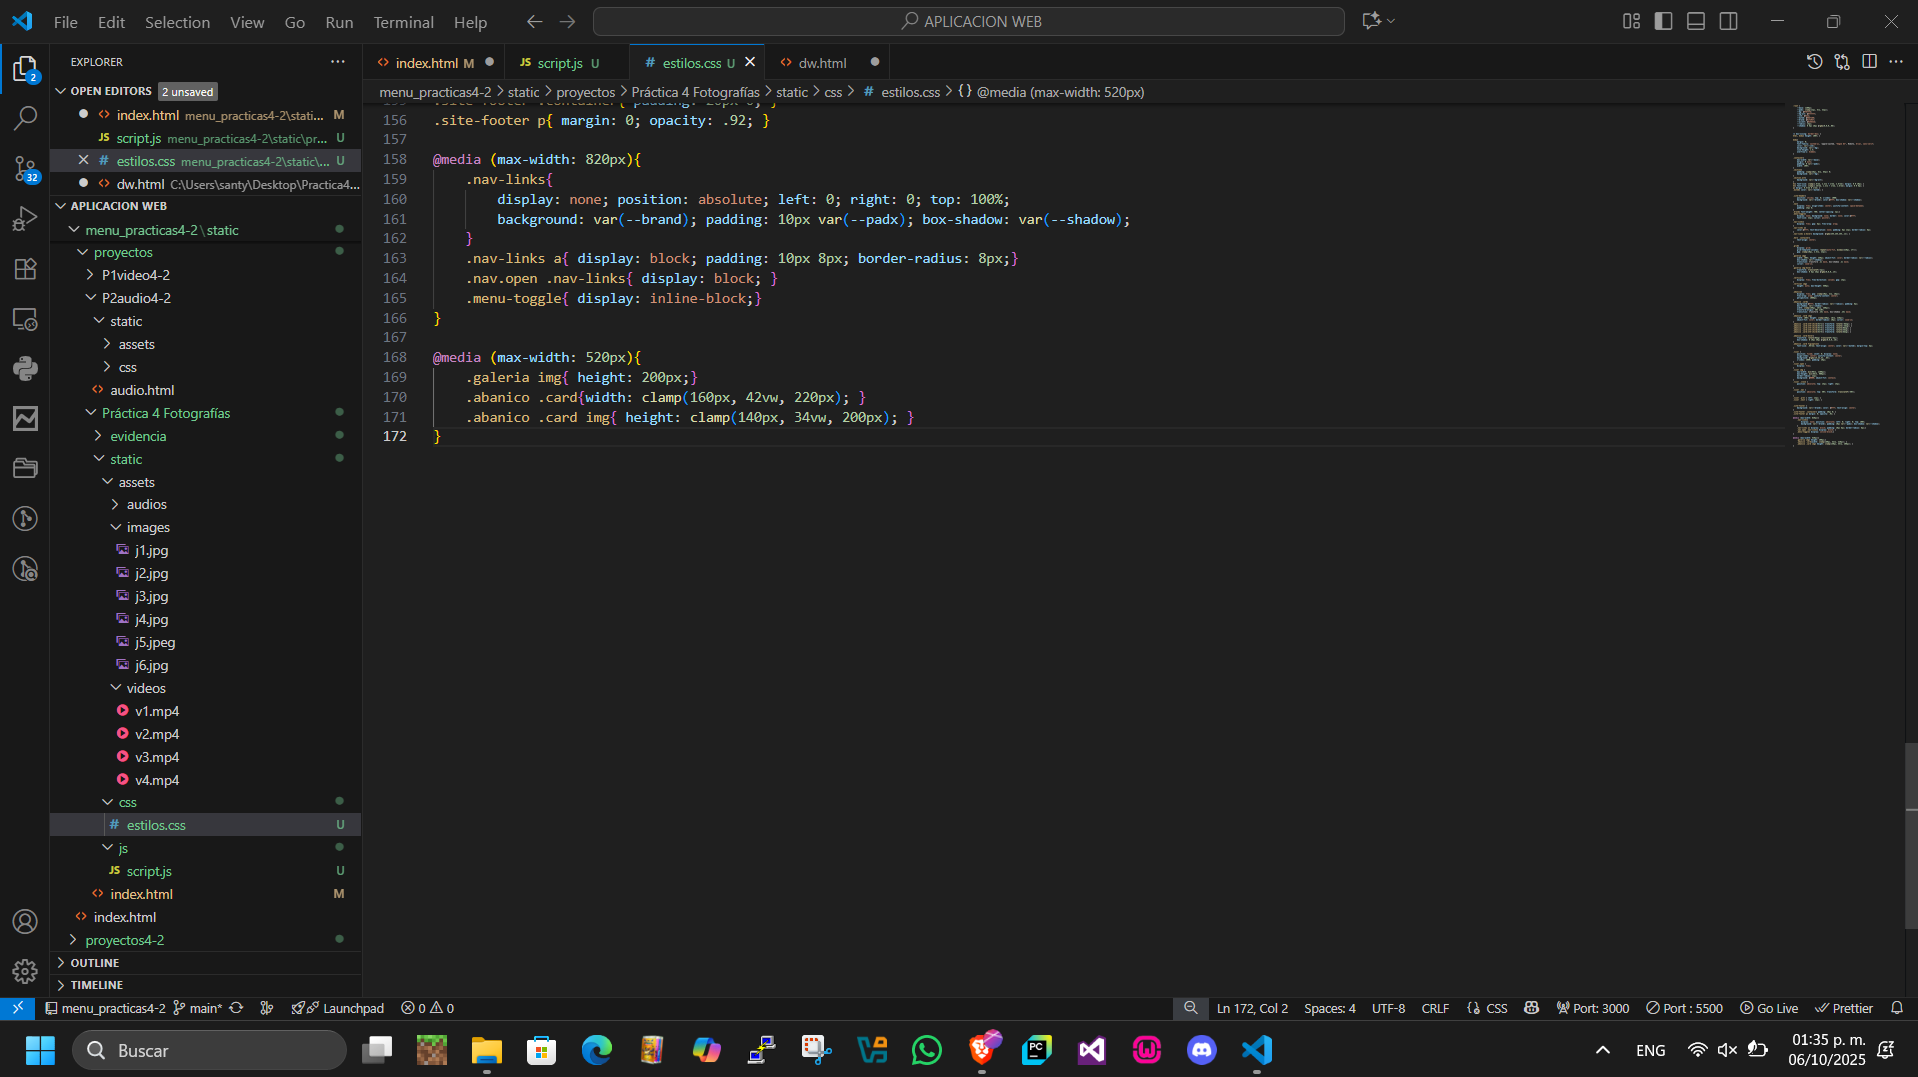 File Edit Selection View Go Run Terminal Help
APLICACION WEB
EXPLORER
index.html M
JS script.js U
# estilos.css U
dw.html
OPEN EDITORS 2 unsaved
index.html menu_practicas4-2\stati... M
JS script.js menu_practicas4-2\static\pr... U
# estilos.css menu_practicas4-2\static\... U
dw.html C:\Users\santy\Desktop\Practica4...
APLICACION WEB
menu_practicas4-2\static
proyectos
P1video4-2
P2audio4-2
static
assets
css
audio.html
Práctica 4 Fotografías
evidencia
static
assets
audios
images
j1.jpg
j2.jpg
j3.jpg
j4.jpg
j5.jpeg
j6.jpg
videos
v1.mp4
v2.mp4
v3.mp4
v4.mp4
css
# estilos.css U
js
JS script.js U
index.html M
index.html
proyectos4-2
OUTLINE
TIMELINE
menu_practicas4-2 > static > proyectos > Práctica 4 Fotografías > static > css > # estilos.css > {} @media (max-width: 520px)
156 .site-footer p{ margin: 0; opacity: .92; }
157
158 @media (max-width: 820px){
159 .nav-links{
160 display: none; position: absolute; left: 0; right: 0; top: 100%;
161 background: var(--brand); padding: 10px var(--padx); box-shadow: var(--shadow);
162 }
163 .nav-links a{ display: block; padding: 10px 8px; border-radius: 8px;}
164 .nav.open .nav-links{ display: block; }
165 .menu-toggle{ display: inline-block;}
166 }
167
168 @media (max-width: 520px){
169 .galeria img{ height: 200px;}
170 .abanico .card{width: clamp(160px, 42vw, 220px); }
171 .abanico .card img{ height: clamp(140px, 34vw, 200px); }
172 }
menu_practicas4-2 main* Launchpad 0 0
Ln 172, Col 2 Spaces: 4 UTF-8 CRLF {} CSS Port: 3000 Port : 5500 Go Live Prettier
2
32
Buscar
ENG
01:35 p. m.
06/10/2025